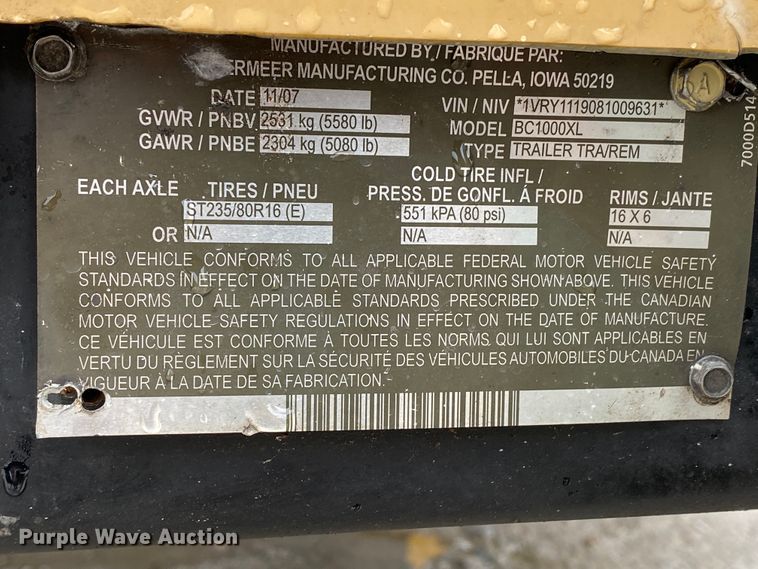 MANUFACTURED BY / FABRIQUE PAR:
ERMEER MANUFACTURING CO. PELLA, IOWA 50219
DATE 11/07 VIN / NIV *1VRY1119081009631*
GVWR / PNBV 2531 kg (5580 lb) MODEL BC1000XL
GAWR / PNBE 2304 kg (5080 lb) TYPE TRAILER TRA/REM
COLD TIRE INFL /
EACH AXLE TIRES / PNEU PRESS. DE GONFL. Á FROID RIMS / JANTE
ST235/80R16 (E) 551 kPA (80 psi) 16 X 6
OR N/A N/A N/A
THIS VEHICLE CONFORMS TO ALL APPLICABLE FEDERAL MOTOR VEHICLE SAFETY
STANDARDS IN EFFECT ON THE DATE OF MANUFACTURING SHOWN ABOVE. THIS VEHICLE
CONFORMS TO ALL APPLICABLE STANDARDS PRESCRIBED UNDER THE CANADIAN
MOTOR VEHICLE SAFETY REGULATIONS IN EFFECT ON THE DATE OF MANUFACTURE.
CE VÉHICULE EST CONFORME À TOUTES LES NORMS QUI LUI SONT APPLICABLES EN
VERTU DU RÈGLEMENT SUR LA SÉCURITÉ DES VÉHICULES AUTOMOBILES DU CANADA EN
VIGUEUR À LA DATE DE SA FABRICATION.
7000D514
Purple Wave Auction